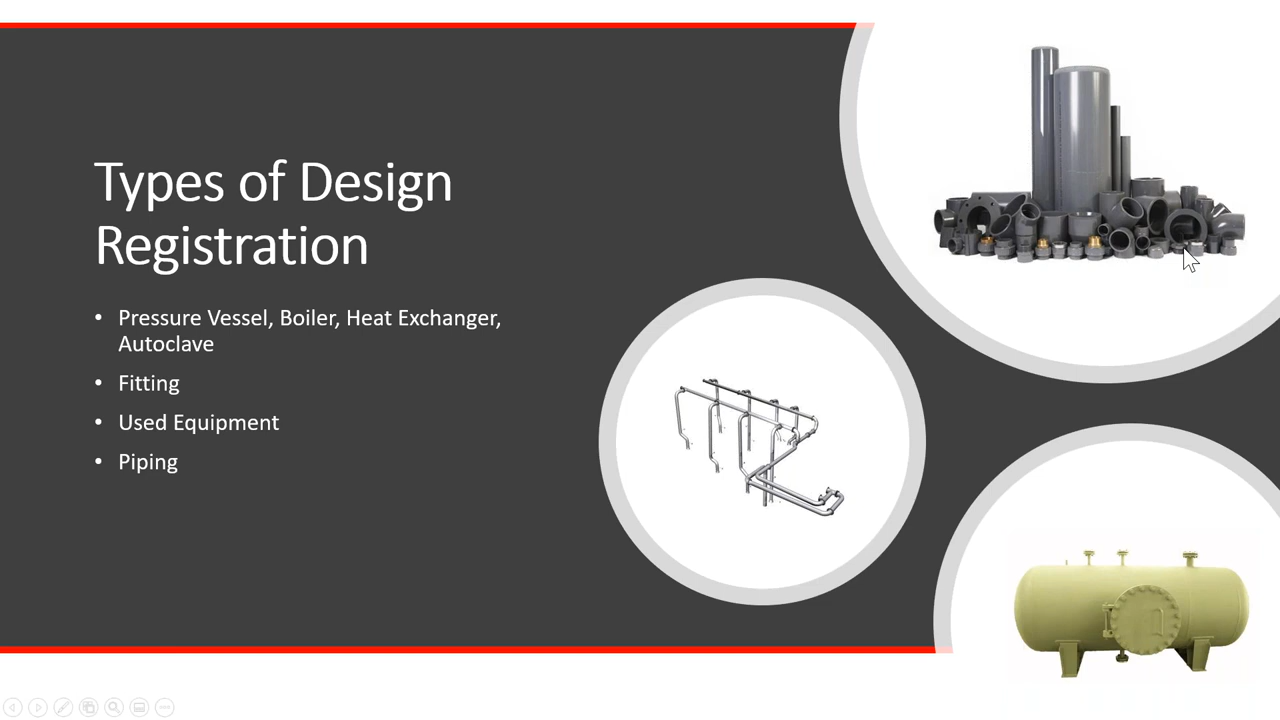 Types of Design
Registration
• Pressure Vessel, Boiler, Heat Exchanger,
Autoclave
• Fitting
• Used Equipment
• Piping